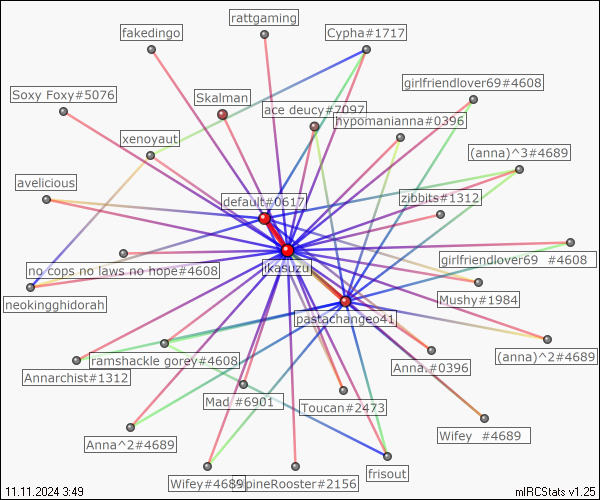 rattgaming
fakedingo
Cypha#1717
girlfriendlover69#4608
Soxy Foxy#5076
Skalman
ace deucy#7097
hypomanianna#0396
xenoyaut
(anna)^3#4689
avelicious
zibbits#1312
default#0617
girlfriendlover69 #4608
jkasuzu
no cops no laws no hope#4608
Mushy#1984
neokingghidorah
pastachangeo41
(anna)^2#4689
ramshackle gorey#4608
Anna.#0396
Annarchist#1312
Mad #6901
Toucan#2473
Anna^2#4689
Wifey #4689
frisout
Wifey#4689
pineRooster#2156
11.11.2024 3:49
mIRCStats v1.25